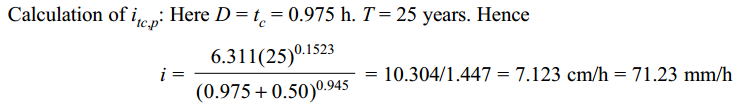 Calculation of i_{tc,p}: Here D = t_c = 0.975 h. T = 25 years. Hence
i = \frac{6.311(25)^{0.1523}}{(0.975 + 0.50)^{0.945}} = 10.304/1.447 = 7.123 cm/h = 71.23 mm/h